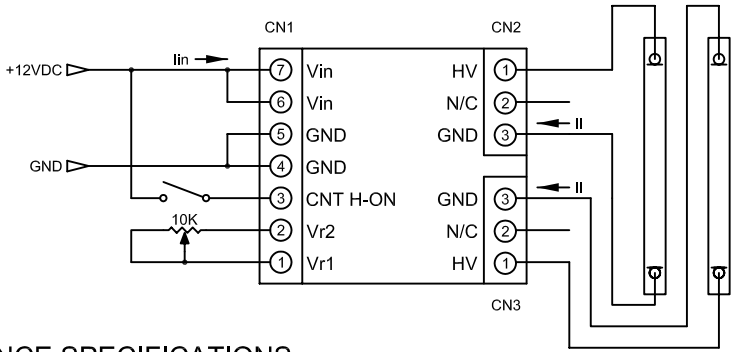 CN1 CN2
Iin
+12VDC 7 Vin HV 1
6 Vin N/C 2
5 GND GND 3 Il
GND 4 GND
3 CNT H-ON GND 3 Il
10K 2 Vr2 N/C 2
1 Vr1 HV 1
CN3